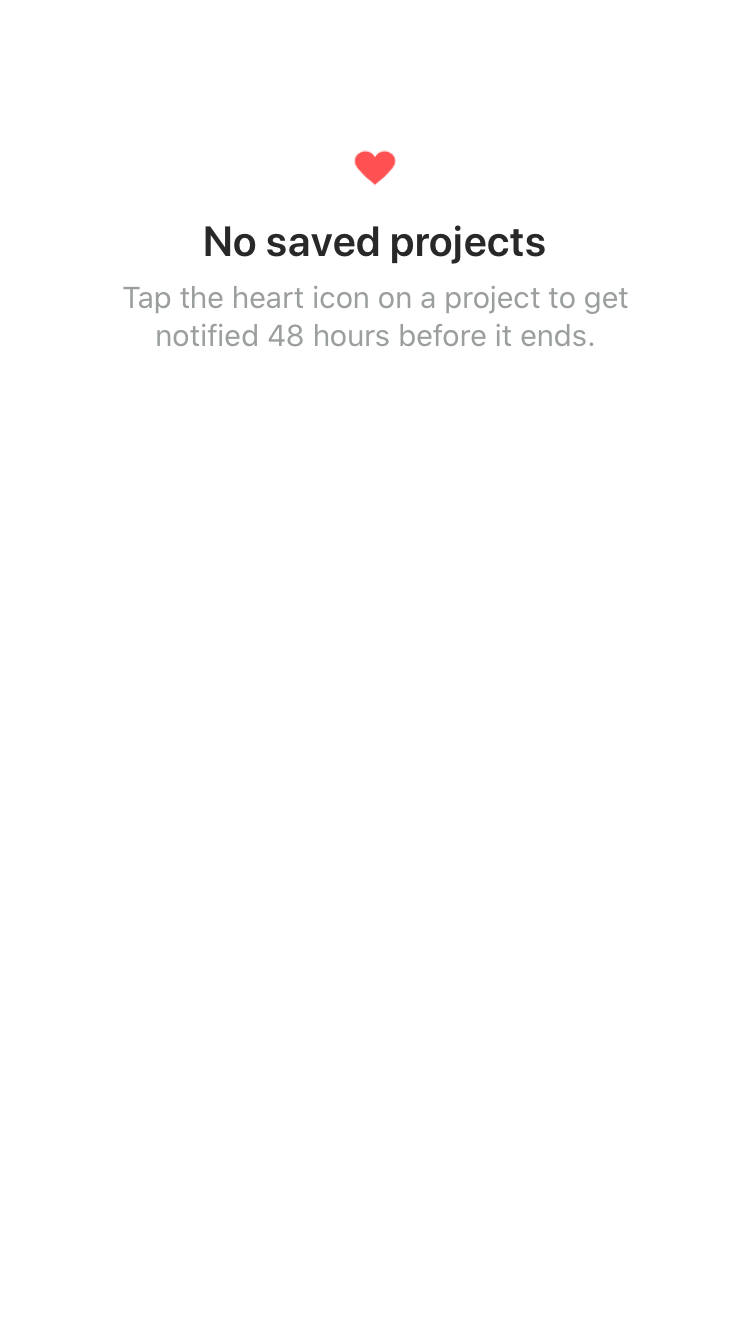 No saved projects
Tap the heart icon on a project to get
notified 48 hours before it ends.